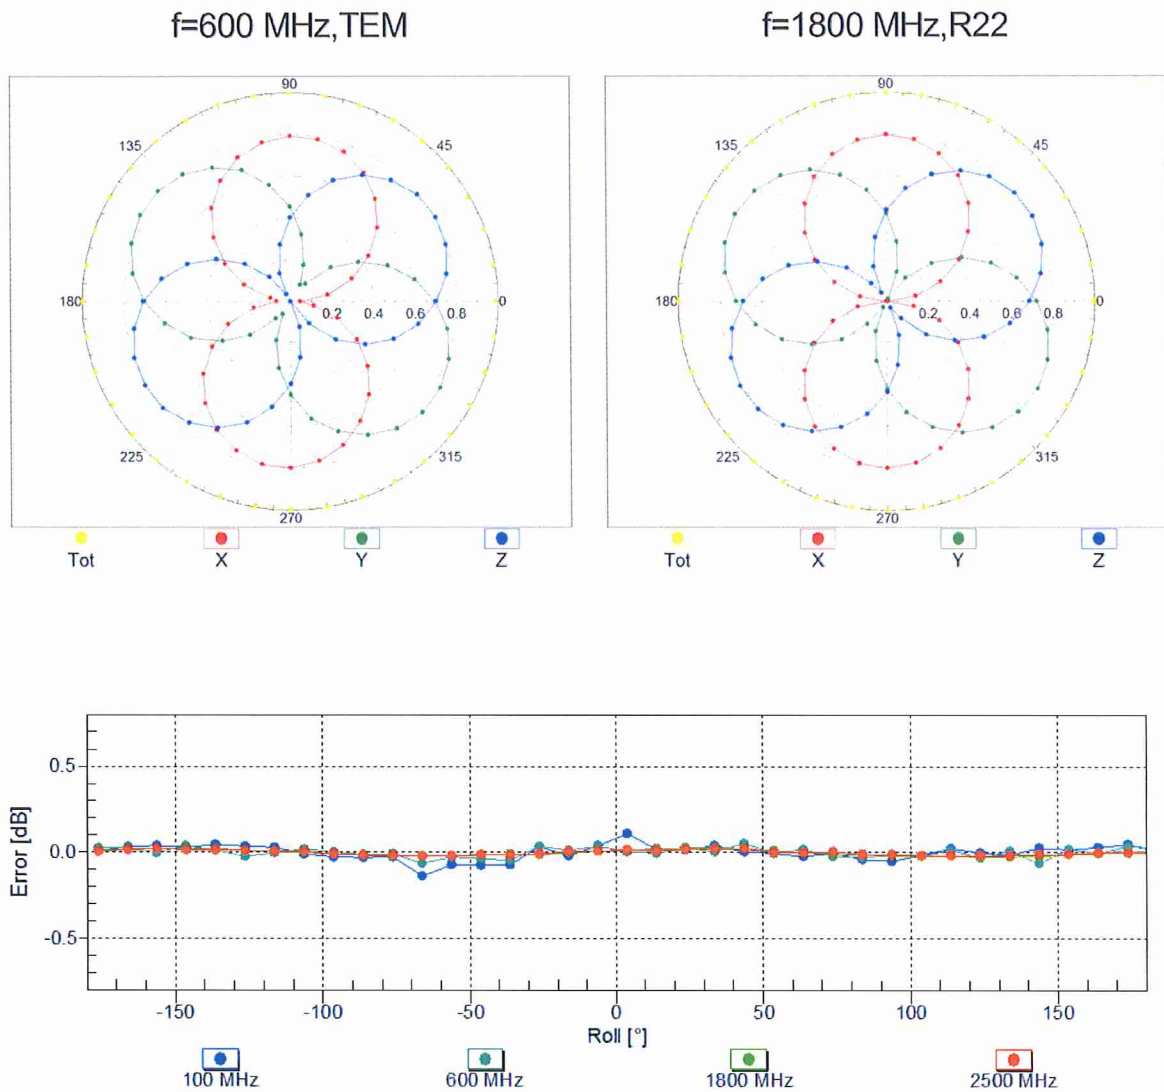 f=600 MHz,TEM
f=1800 MHz,R22
90
135
45
180
0.2 0.4 0.6 0.8
0
225
315
270
Tot X Y Z
90
135
45
180
0.2 0.4 0.6 0.8
0
225
315
270
Tot X Y Z
Error [dB]
0.5
0.0
-0.5
-150 -100 -50 0 50 100 150
Roll [°]
100 MHz 600 MHz 1800 MHz 2500 MHz